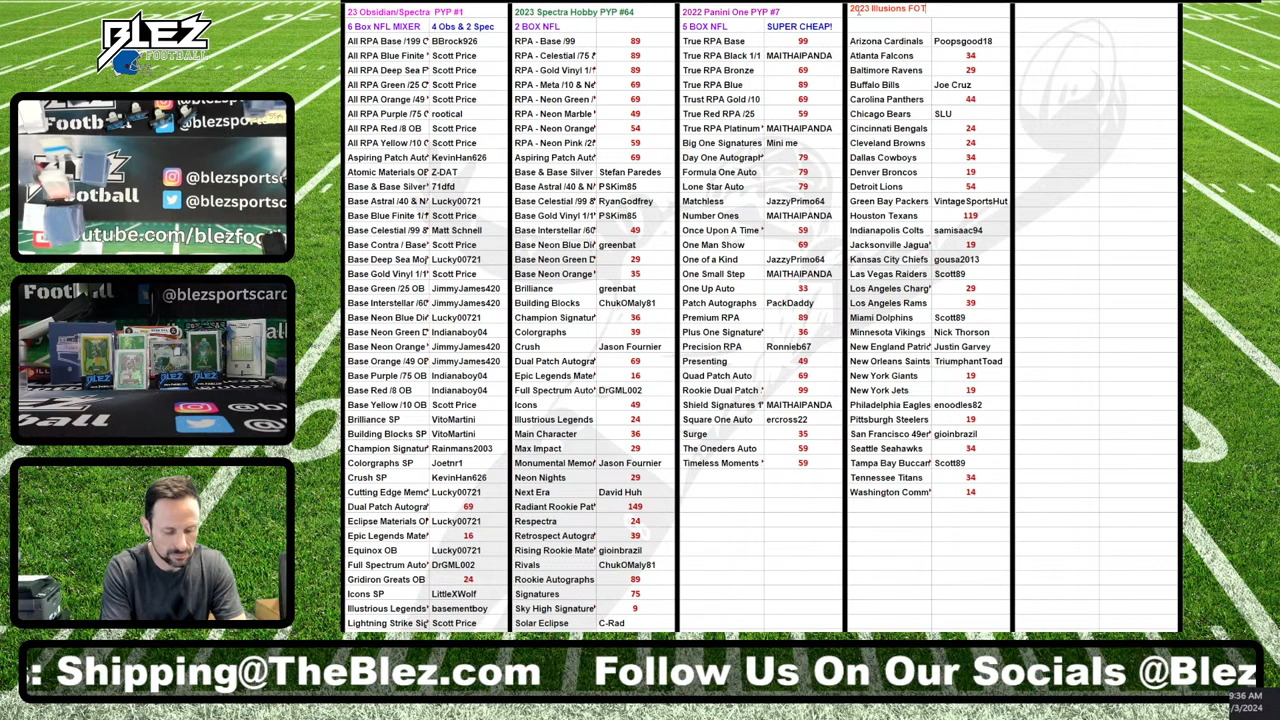 BLEZ
FOOTBALL
Football
@blezsports
@blezsportsc
@blezsports
outube.com/blezfootb
Football
@blezsportscard
BLEZ
23 Obsidian/Spectra PYP #1
6 Box NFL MIXER 4 Obs & 2 Spec
All RPA Base /199 O BBrock926
All RPA Blue Finite Scott Price
All RPA Deep Sea F Scott Price
All RPA Green /25 O Scott Price
All RPA Orange /49 Scott Price
All RPA Purple /75 O rootical
All RPA Red /8 OB Scott Price
All RPA Yellow /10 O Scott Price
Aspiring Patch Auto KevinHan626
Atomic Materials OB Z-DAT
Base & Base Silver 71dfd
Base Astral /40 & N/ Lucky00721
Base Blue Finite 1/1 Scott Price
Base Celestial /99 & Matt Schnell
Base Contra / Base Scott Price
Base Deep Sea Moj Lucky00721
Base Gold Vinyl 1/1 Scott Price
Base Green /25 OB JimmyJames420
Base Interstellar /60 JimmyJames420
Base Neon Blue Di Lucky00721
Base Neon Green D Indianaboy04
Base Neon Orange JimmyJames420
Base Orange /49 OB JimmyJames420
Base Purple /75 OB Indianaboy04
Base Red /8 OB Indianaboy04
Base Yellow /10 OB Scott Price
Brilliance SP VitoMartini
Building Blocks SP VitoMartini
Champion Signatur Rainmans2003
Colorgraphs SP Joetnr1
Crush SP KevinHan626
Cutting Edge Memo Lucky00721
Dual Patch Autogra 69
Eclipse Materials OB Lucky00721
Epic Legends Mate 16
Equinox OB Lucky00721
Full Spectrum Auto DrGML002
Gridiron Greats OB 24
Icons SP LittleXWolf
Illustrious Legends basementboy
Lightning Strike Sig Scott Price
2023 Spectra Hobby PYP #64
2 BOX NFL
RPA - Base /99 89
RPA - Celestial /75 & 89
RPA - Gold Vinyl 1/1 89
RPA - Meta /10 & Ne 69
RPA - Neon Green / 69
RPA - Neon Marble 49
RPA - Neon Orange 54
RPA - Neon Pink /25 59
Aspiring Patch Auto 69
Base & Base Silver Stefan Paredes
Base Astral /40 & N/ PSKim85
Base Celestial /99 & RyanGodfrey
Base Gold Vinyl 1/1 PSKim85
Base Interstellar /60 49
Base Neon Blue Di greenbat
Base Neon Green D 29
Base Neon Orange 35
Brilliance greenbat
Building Blocks ChukOMaly81
Champion Signatur 36
Colorgraphs 39
Crush Jason Fournier
Dual Patch Autogra 69
Epic Legends Mate 16
Full Spectrum Auto DrGML002
Icons 49
Illustrious Legends 24
Main Character 36
Max Impact 29
Monumental Memo Jason Fournier
Neon Nights 29
Next Era David Huh
Radiant Rookie Pat 149
Respectra 24
Retrospect Autogra 39
Rising Rookie Mate gioinbrazil
Rivals ChukOMaly81
Rookie Autographs 89
Signatures 75
Sky High Signature 9
Solar Eclipse C-Rad
2022 Panini One PYP #7
5 BOX NFL SUPER CHEAP!
True RPA Base 99
True RPA Black 1/1 MAITHAIPANDA
True RPA Bronze 69
True RPA Blue 89
Trust RPA Gold /10 69
True Red RPA /25 59
True RPA Platinum MAITHAIPANDA
Big One Signatures Mini me
Day One Autograph 79
Formula One Auto 79
Lone Star Auto 79
Matchless JazzyPrimo64
Number Ones MAITHAIPANDA
Once Upon A Time 59
One Man Show 69
One of a Kind JazzyPrimo64
One Small Step MAITHAIPANDA
One Up Auto 33
Patch Autographs PackDaddy
Premium RPA 89
Plus One Signature 36
Precision RPA Ronnieb67
Presenting 49
Quad Patch Auto 69
Rookie Dual Patch 99
Shield Signatures 1 MAITHAIPANDA
Square One Auto ercross22
Surge 35
The Oneders Auto 59
Timeless Moments 59
2023 Illusions FOT
Arizona Cardinals Poopsgood18
Atlanta Falcons 34
Baltimore Ravens 29
Buffalo Bills Joe Cruz
Carolina Panthers 44
Chicago Bears SLU
Cincinnati Bengals 24
Cleveland Browns 24
Dallas Cowboys 34
Denver Broncos 19
Detroit Lions 54
Green Bay Packers VintageSportsHut
Houston Texans 119
Indianapolis Colts samisaac94
Jacksonville Jagua 19
Kansas City Chiefs gousa2013
Las Vegas Raiders Scott89
Los Angeles Charg 29
Los Angeles Rams 39
Miami Dolphins Scott89
Minnesota Vikings Nick Thorson
New England Patri Justin Garvey
New Orleans Saints TriumphantToad
New York Giants 19
New York Jets 19
Philadelphia Eagles enoodles82
Pittsburgh Steelers 19
San Francisco 49er gioinbrazil
Seattle Seahawks 34
Tampa Bay Buccan Scott89
Tennessee Titans 34
Washington Comm 14
: Shipping@TheBlez.com Follow Us On Our Socials @Blez
9:36 AM
/3/2024